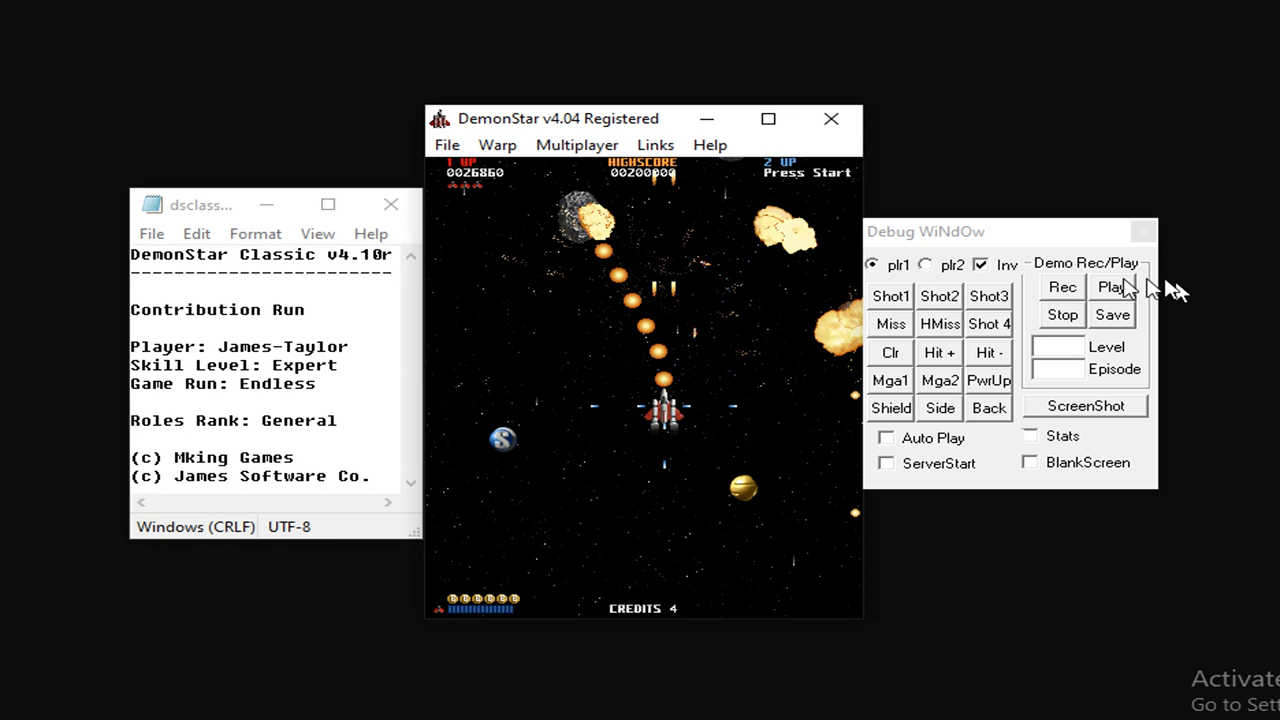 dsclass...
File Edit Format View Help
DemonStar Classic v4.10r
------------------------
Contribution Run
Player: James-Taylor
Skill Level: Expert
Game Run: Endless
Roles Rank: General
(c) Mking Games
(c) James Software Co.
Windows (CRLF) UTF-8
DemonStar v4.04 Registered
File Warp Multiplayer Links Help
1 UP HIGHSCORE 2 UP
0026860 00200000 Press Start
S
CREDITS 4
Debug WiNdOw
plr1 plr2 Inv
Shot1 Shot2 Shot3
Miss HMiss Shot 4
Clr Hit + Hit -
Mga1 Mga2 PwrUp
Shield Side Back
Auto Play
ServerStart
Demo Rec/Play
Rec Play
Stop Save
Level
Episode
ScreenShot
Stats
BlankScreen
Activate
Go to Sett